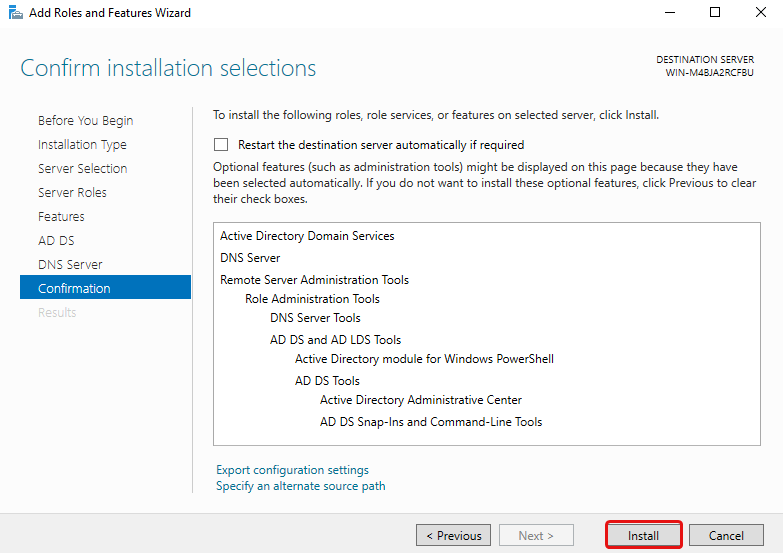 Add Roles and Features Wizard
Confirm installation selections
DESTINATION SERVER
WIN-M4BJA2RCFBU
Before You Begin
Installation Type
Server Selection
Server Roles
Features
AD DS
DNS Server
Confirmation
Results
To install the following roles, role services, or features on selected server, click Install.
Restart the destination server automatically if required
Optional features (such as administration tools) might be displayed on this page because they have
been selected automatically. If you do not want to install these optional features, click Previous to clear
their check boxes.
Active Directory Domain Services
DNS Server
Remote Server Administration Tools
Role Administration Tools
DNS Server Tools
AD DS and AD LDS Tools
Active Directory module for Windows PowerShell
AD DS Tools
Active Directory Administrative Center
AD DS Snap-Ins and Command-Line Tools
Export configuration settings
Specify an alternate source path
< Previous
Next >
Install
Cancel